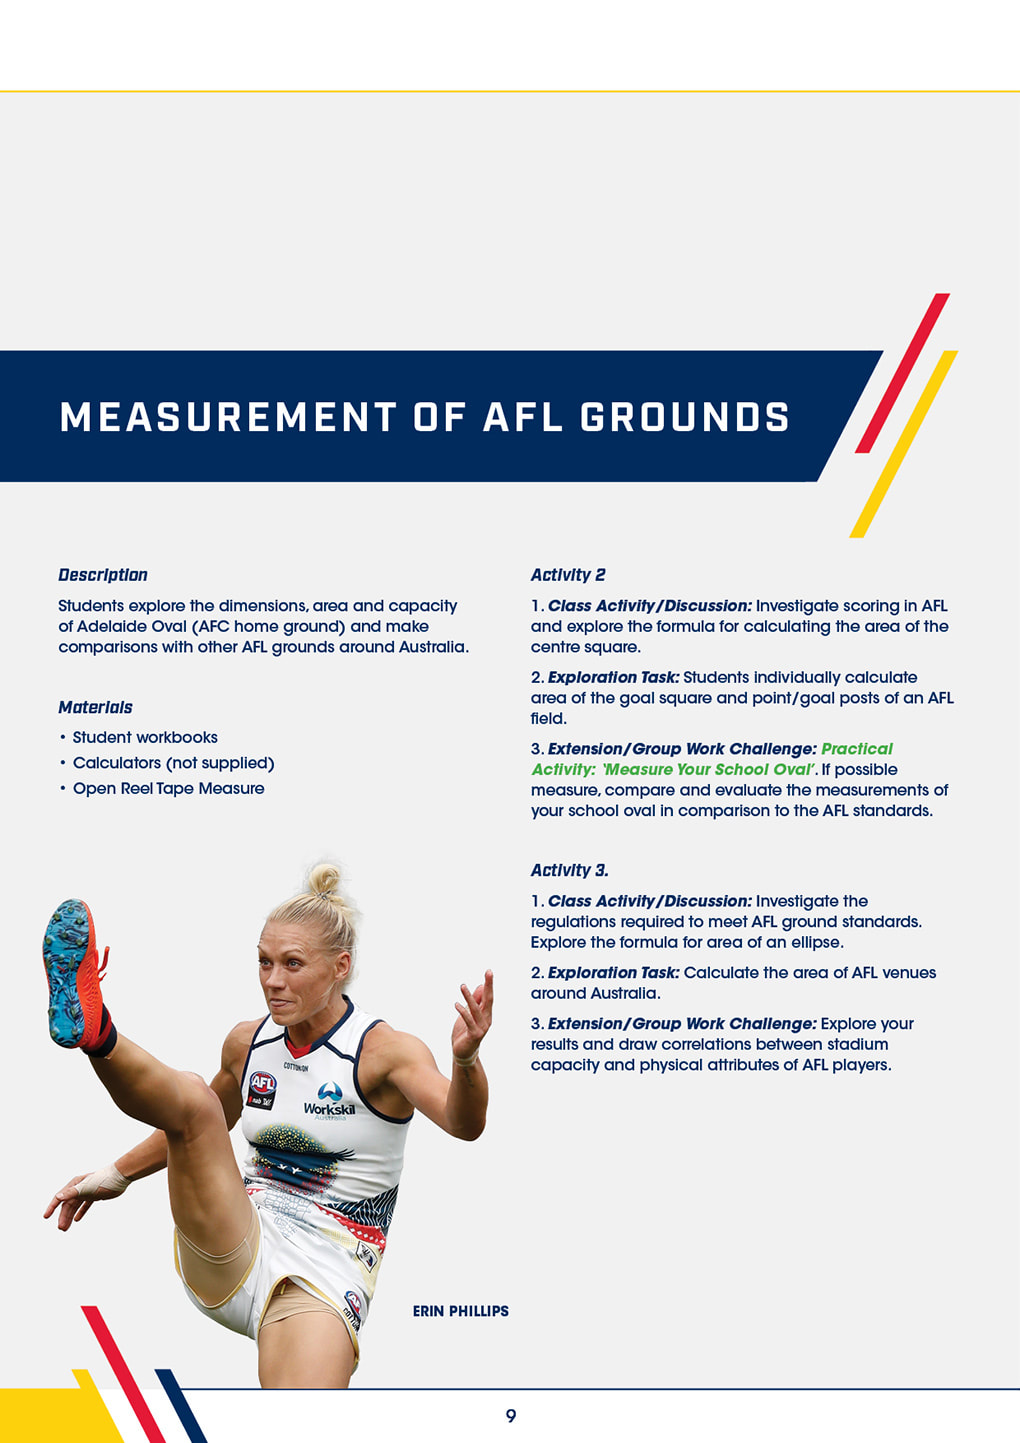 MEASUREMENT OF AFL GROUNDS
Description
Students explore the dimensions, area and capacity
of Adelaide Oval (AFC home ground) and make
comparisons with other AFL grounds around Australia.
Materials
• Student workbooks
• Calculators (not supplied)
• Open Reel Tape Measure
Activity 2
1. Class Activity/Discussion: Investigate scoring in AFL
and explore the formula for calculating the area of the
centre square.
2. Exploration Task: Students individually calculate
area of the goal square and point/goal posts of an AFL
field.
3. Extension/Group Work Challenge: Practical
Activity: ‘Measure Your School Oval’. If possible
measure, compare and evaluate the measurements of
your school oval in comparison to the AFL standards.
Activity 3.
1. Class Activity/Discussion: Investigate the
regulations required to meet AFL ground standards.
Explore the formula for area of an ellipse.
2. Exploration Task: Calculate the area of AFL venues
around Australia.
3. Extension/Group Work Challenge: Explore your
results and draw correlations between stadium
capacity and physical attributes of AFL players.
COTTON ON
AFL
nab
Workskil
Australia
ERIN PHILLIPS
9